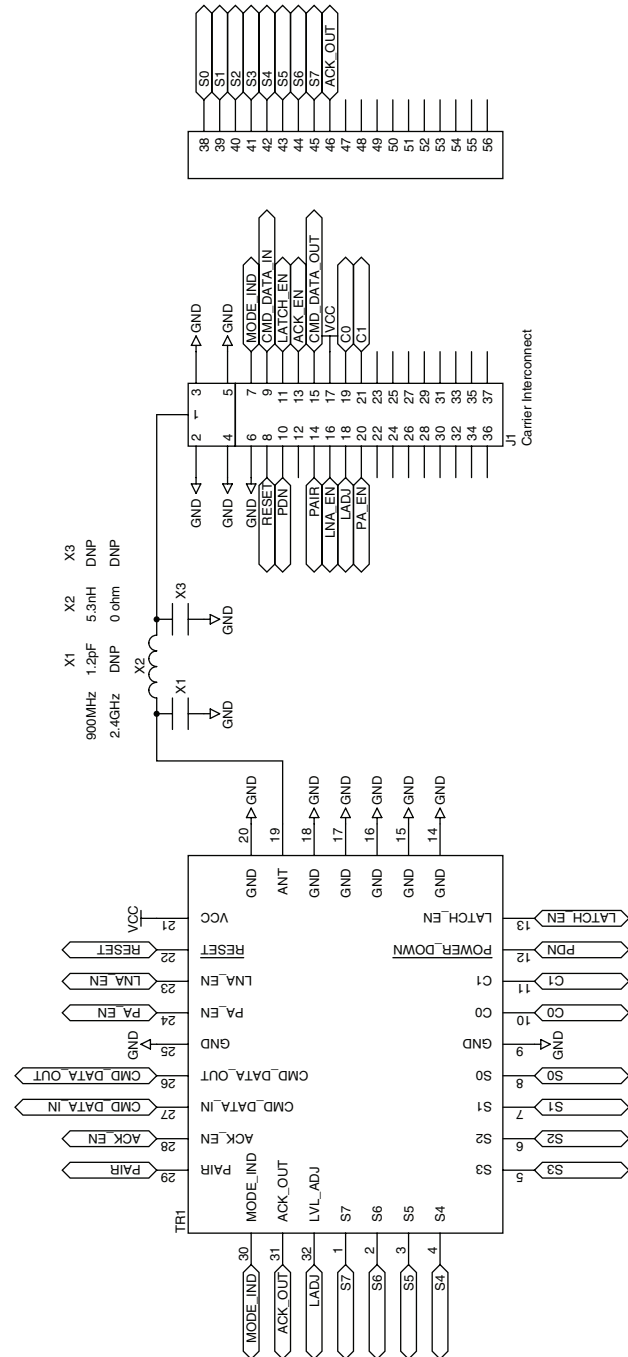 S0
S1
S2
S3
S4
S5
S6
S7
ACK_OUT
38
39
40
41
42
43
44
45
46
47
48
49
50
51
52
53
54
55
56
GND
GND
MODE_IND
CMD_DATA_IN
LATCH_EN
ACK_EN
CMD_DATA_OUT
VCC
C0
C1
3
5
7
9
11
13
15
17
19
21
23
25
27
29
31
33
35
37
1
2
4
6
8
10
12
14
16
18
20
22
24
26
28
30
32
34
36
GND
GND
GND
RESET
PDN
PAIR
LNA_EN
LADJ
PA_EN
J1
Carrier Interconnect
X1 X2 X3
900MHz 1.2pF 5.3nH DNP
2.4GHz DNP 0 ohm DNP
X2
X1
X3
GND
GND
20 GND
19
18 GND
17 GND
16 GND
15 GND
14 GND
GND
ANT
GND
GND
GND
GND
GND
VCC
21
VCC
RESET
22
RESET
LNA_EN
23
LNA_EN
PA_EN
24
PA_EN
GND
25
GND
CMD_DATA_OUT
26
CMD_DATA_OUT
CMD_DATA_IN
27
CMD_DATA_IN
ACK_EN
28
ACK_EN
PAIR
29
PAIR
LATCH_EN
13
LATCH_EN
POWER_DOWN
12
PDN
C1
11
C1
C0
10
C0
GND
9
GND
S0
8
S0
S1
7
S1
S2
6
S2
S3
5
S3
TR1
MODE_IND
ACK_OUT
LVL_ADJ
S7
S6
S5
S4
30
31
32
1
2
3
4
MODE_IND
ACK_OUT
LADJ
S7
S6
S5
S4